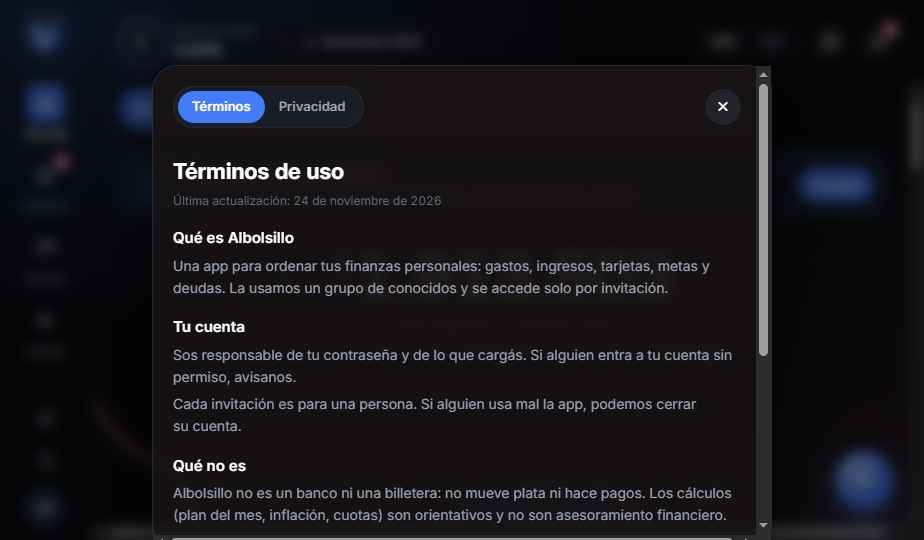 Términos
Privacidad
Términos de uso
Última actualización: 24 de noviembre de 2026
Qué es Albolsillo
Una app para ordenar tus finanzas personales: gastos, ingresos, tarjetas, metas y
deudas. La usamos un grupo de conocidos y se accede solo por invitación.
Tu cuenta
Sos responsable de tu contraseña y de lo que cargás. Si alguien entra a tu cuenta sin
permiso, avisanos.
Cada invitación es para una persona. Si alguien usa mal la app, podemos cerrar
su cuenta.
Qué no es
Albolsillo no es un banco ni una billetera: no mueve plata ni hace pagos. Los cálculos
(plan del mes, inflación, cuotas) son orientativos y no son asesoramiento financiero.